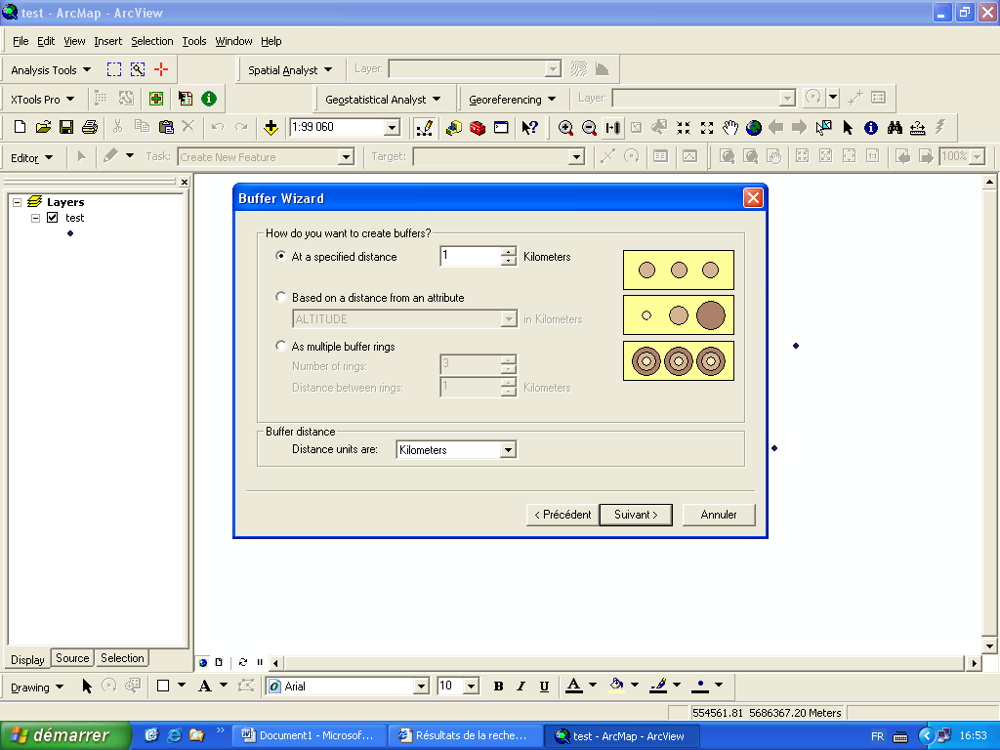 test - ArcMap - ArcView
File Edit View Insert Selection Tools Window Help
Analysis Tools Spatial Analyst Layer:
XTools Pro Geostatistical Analyst Georeferencing Layer:
1:99 060
Editor Task: Create New Feature Target: 100%
Layers
test
Buffer Wizard
How do you want to create buffers?
At a specified distance 1 Kilometers
Based on a distance from an attribute
ALTITUDE in Kilometers
As multiple buffer rings
Number of rings: 3
Distance between rings: 1 Kilometers
Buffer distance
Distance units are: Kilometers
< Précédent Suivant > Annuler
Display Source Selection
Drawing A Arial 10 B I U A
554561.81 5686367.20 Meters
démarrer » Document1 - Microsof... Résultats de la reche... test - ArcMap - ArcView FR 16:53